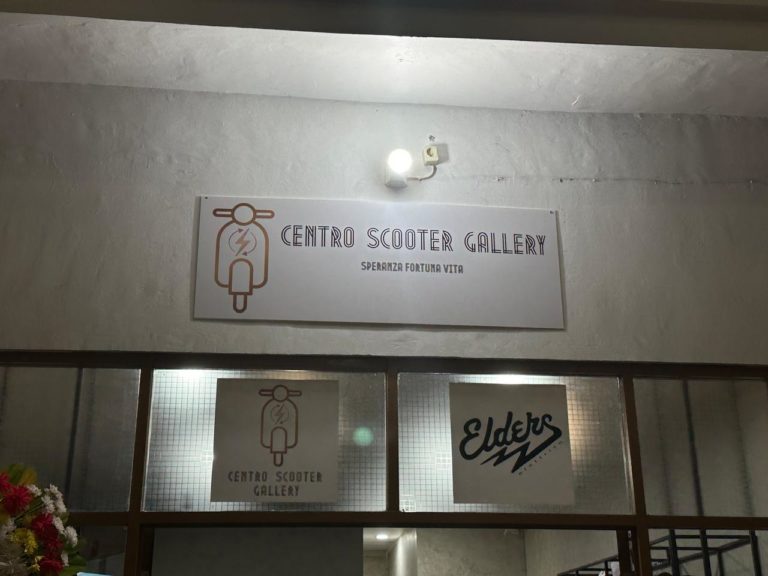 CENTRO SCOOTER GALLERY
SPERANZA FORTUNA VITA
CENTRO SCOOTER
GALLERY
Elders